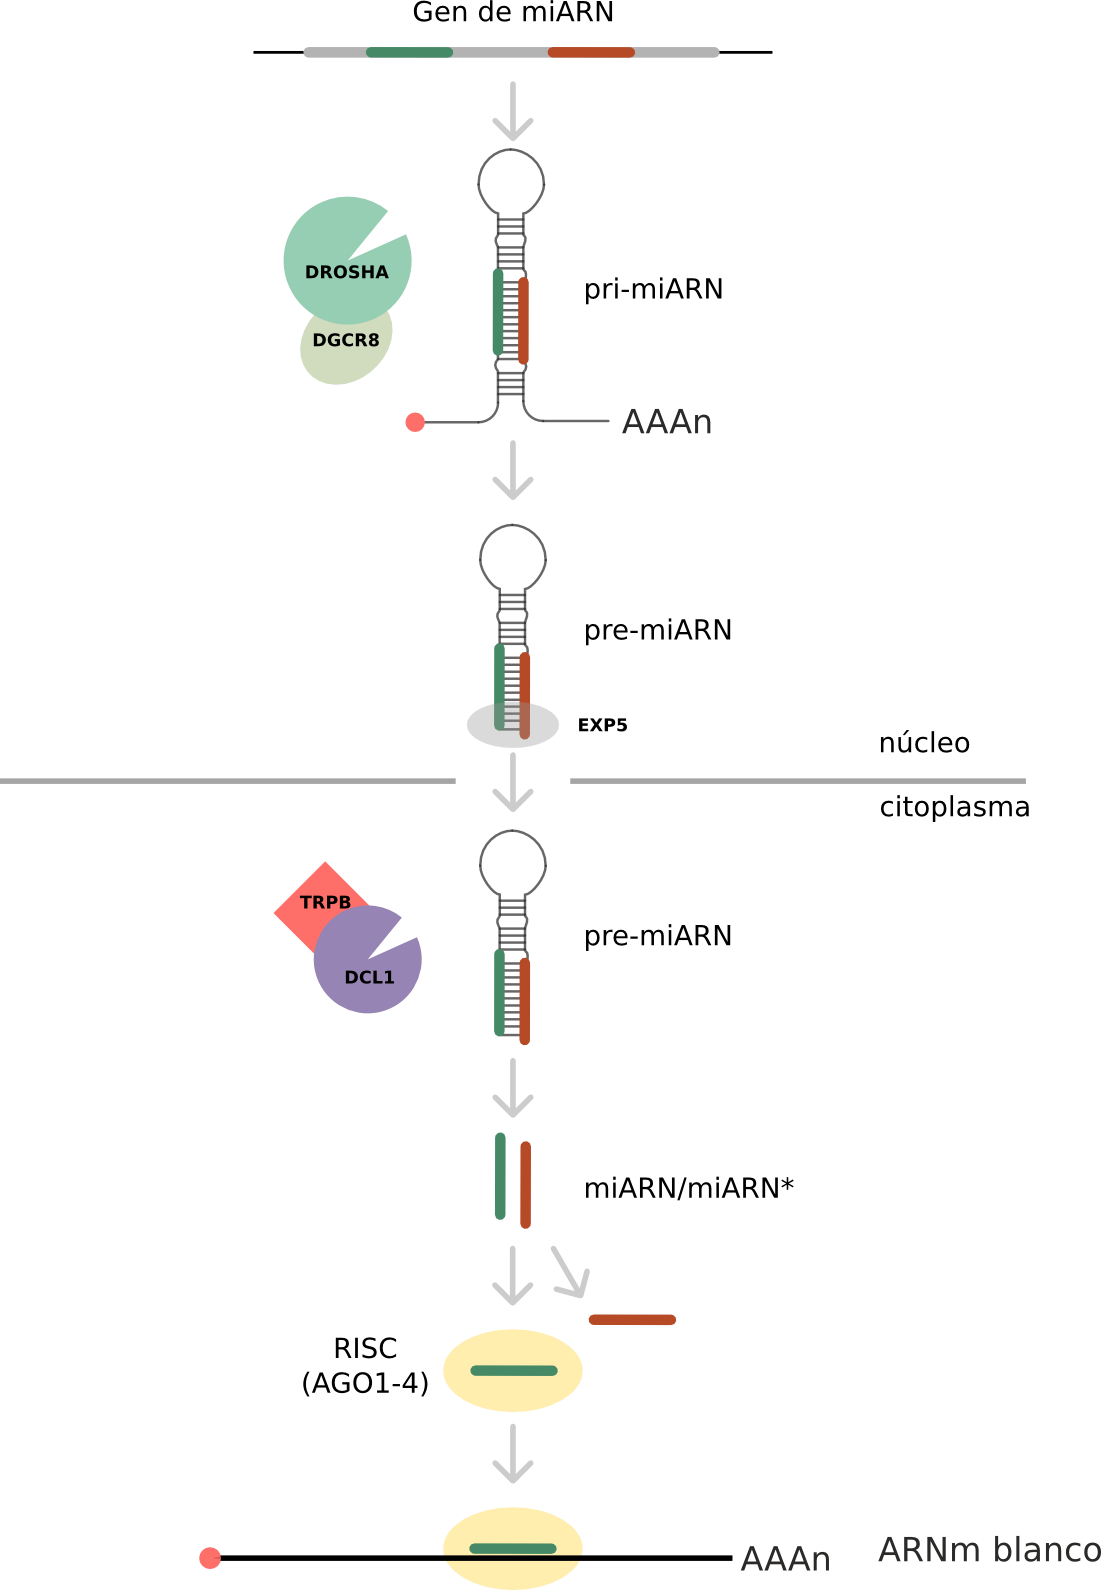 Gen de miARN
DROSHA
DGCR8
pri-miARN
AAAn
pre-miARN
EXP5
núcleo
citoplasma
TRPB
DCL1
pre-miARN
miARN/miARN*
RISC
(AGO1-4)
AAAn
ARNm blanco